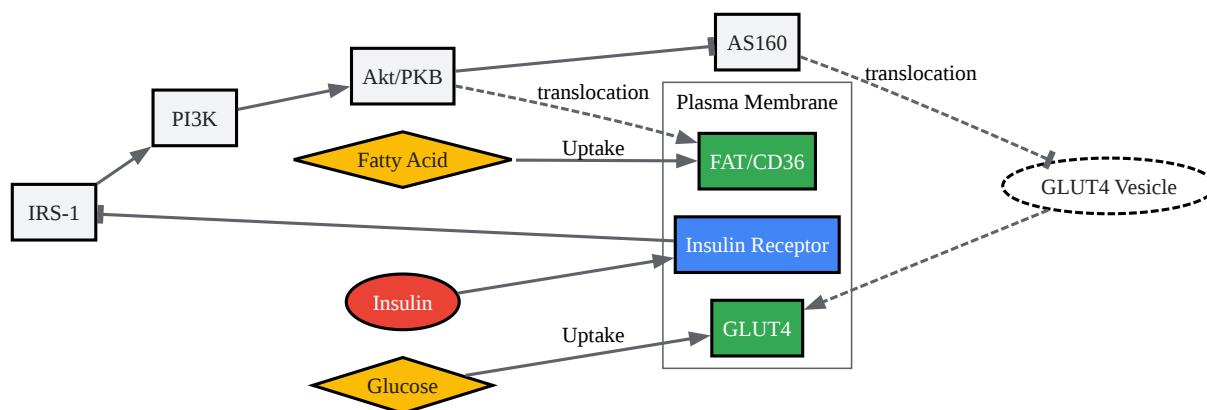 AS160
Akt/PKB
translocation
translocation
Plasma Membrane
PI3K
Uptake
Fatty Acid
FAT/CD36
GLUT4 Vesicle
IRS-1
Insulin Receptor
Insulin
Uptake
GLUT4
Glucose